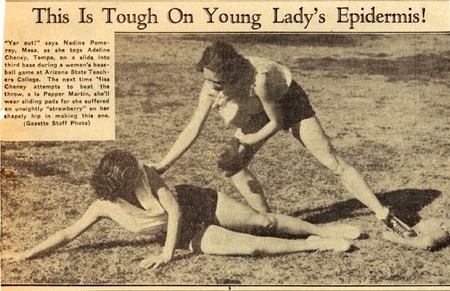 This Is Tough On Young Lady's Epidermis!
"Yer out!" says Nadine Pome-
roy, Mesa, as she tags Adeline
Cheney, Tempe, on a slide into
third base during a women's base-
ball game at Arizona State Teach-
ers College. The next time Miss
Cheney attempts to beat the
throw, a la Pepper Martin, she'll
wear sliding pads for she suffered
an unsightly "strawberry" on her
shapely hip in making this one.
(Gazette Staff Photo)